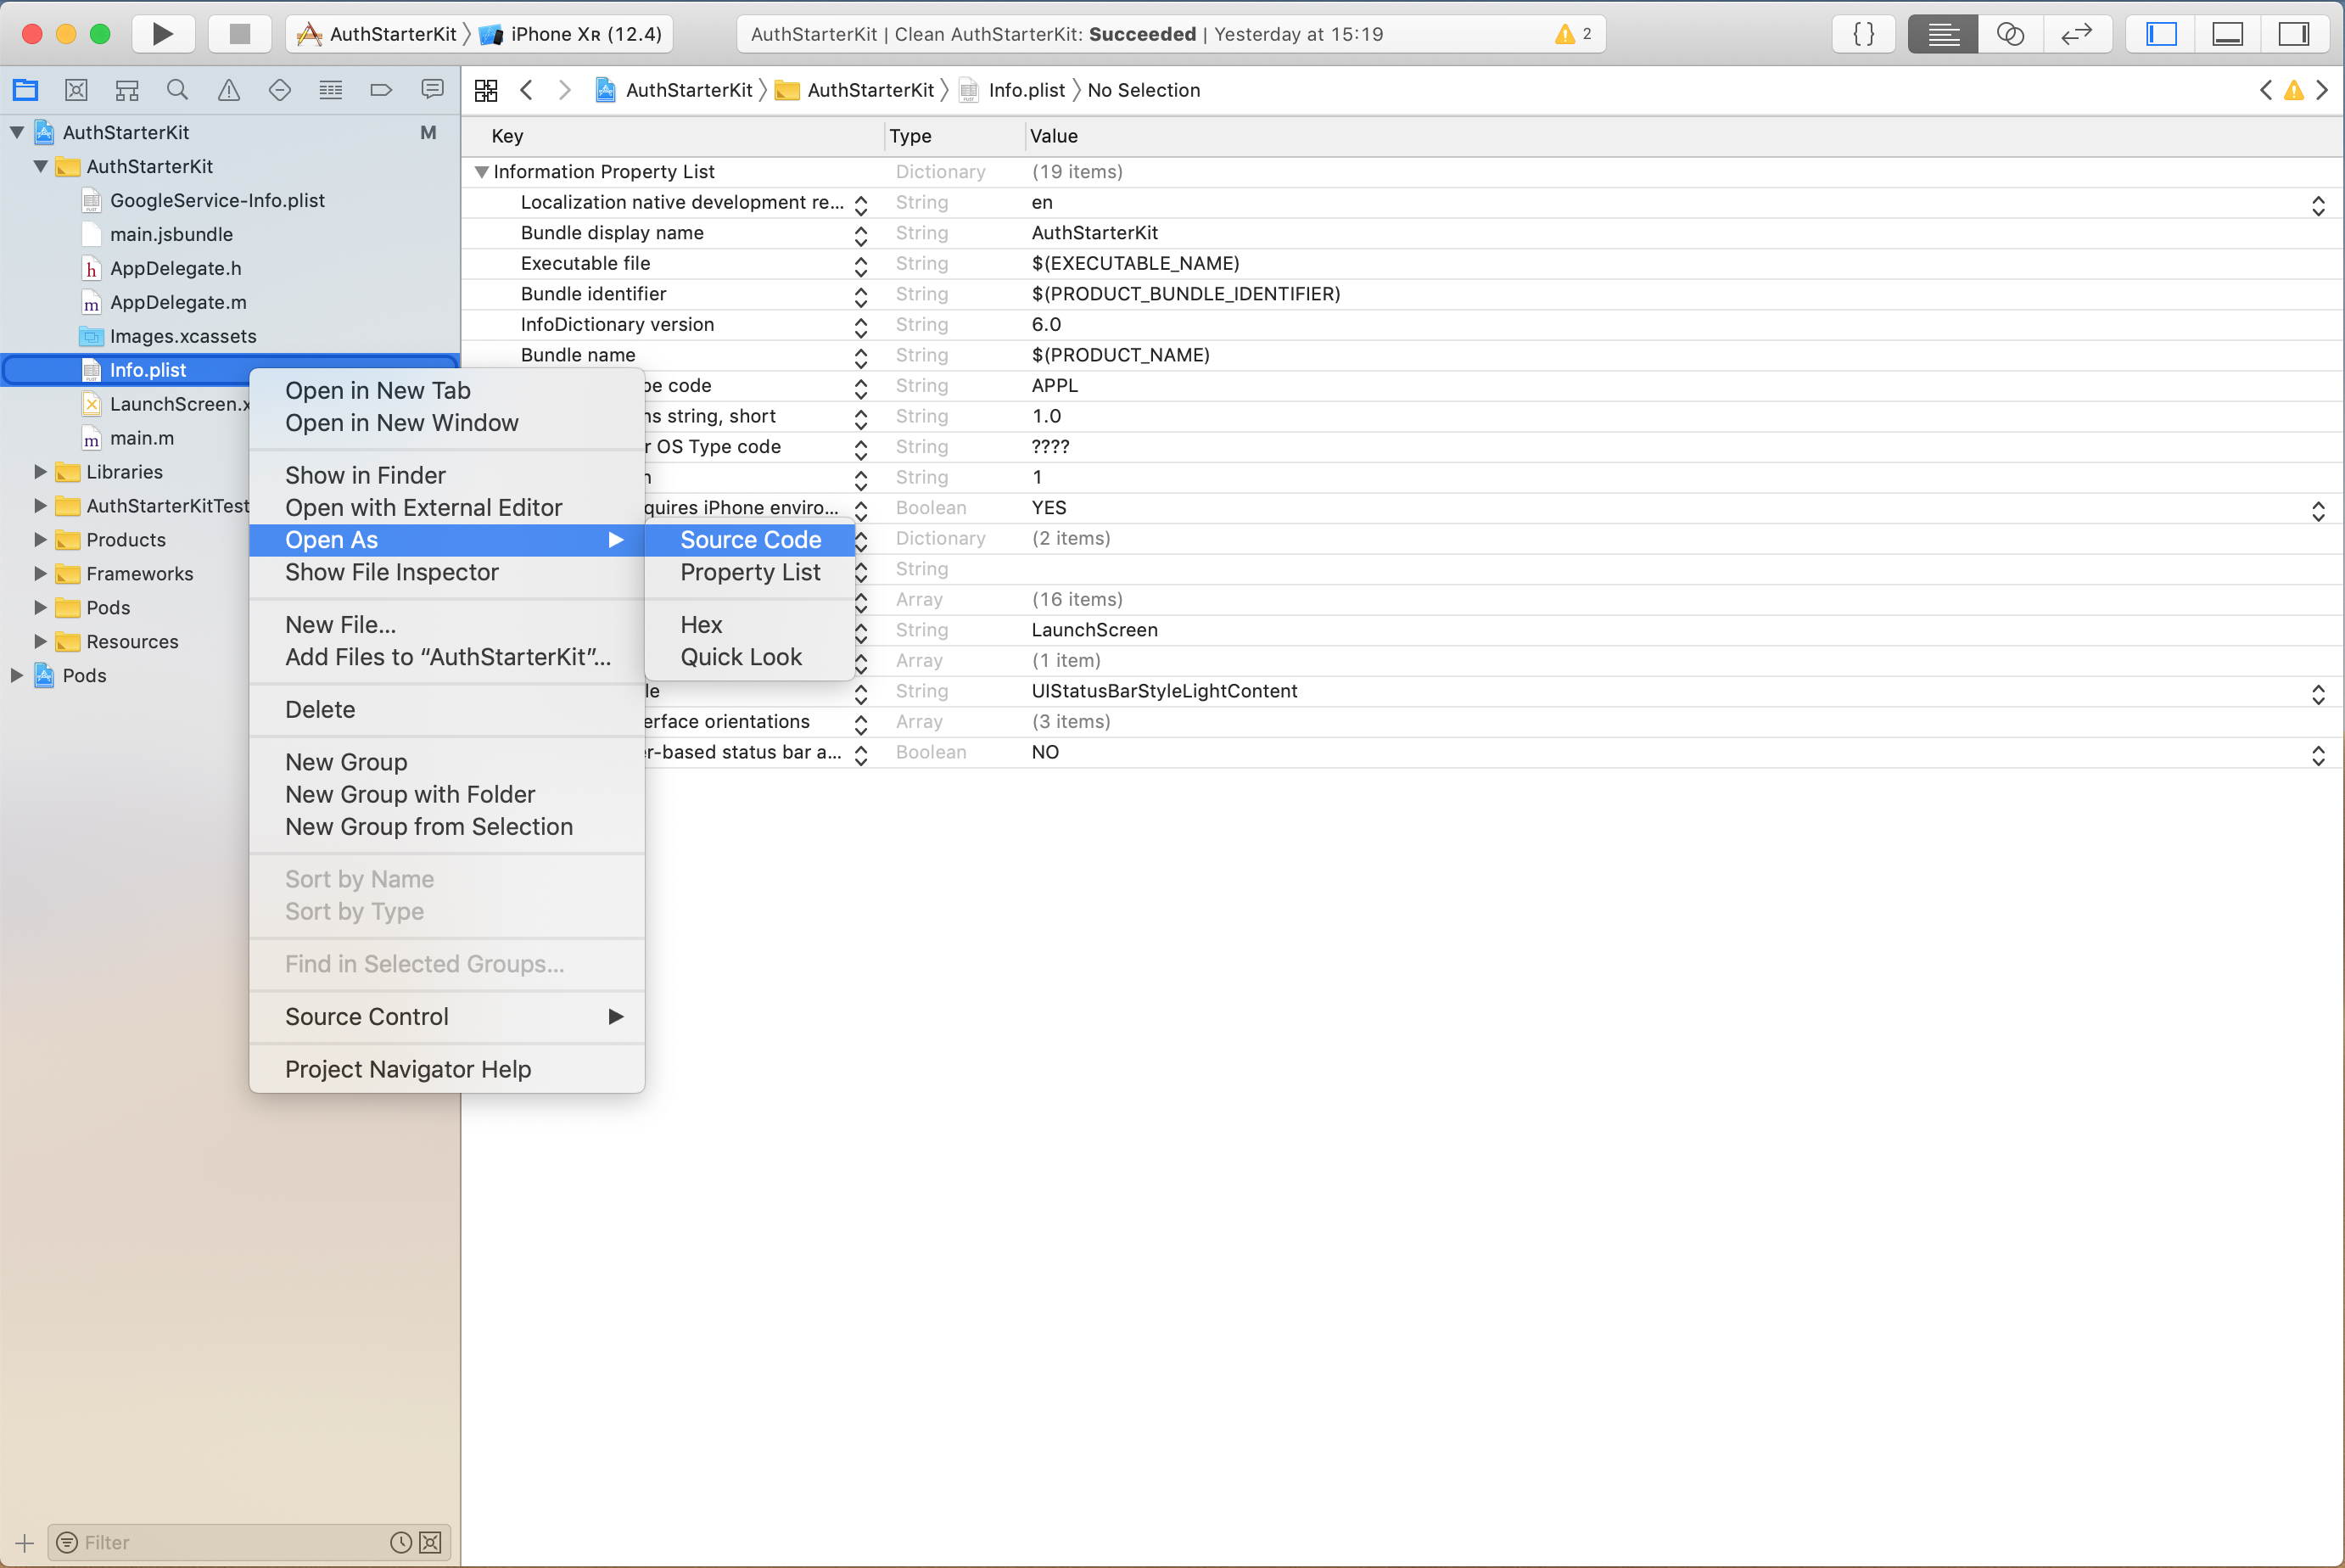 AuthStarterKit iPhone XR (12.4)
AuthStarterKit | Clean AuthStarterKit: Succeeded | Yesterday at 15:19
2
{ }
AuthStarterKit AuthStarterKit Info.plist No Selection
AuthStarterKit M
AuthStarterKit
GoogleService-Info.plist
main.jsbundle
AppDelegate.h
AppDelegate.m
Images.xcassets
Info.plist
LaunchScreen.x
main.m
Libraries
AuthStarterKitTest
Products
Frameworks
Pods
Resources
Pods
Filter
Open in New Tab
Open in New Window
Show in Finder
Open with External Editor
Open As
Show File Inspector
New File...
Add Files to “AuthStarterKit”...
Delete
New Group
New Group with Folder
New Group from Selection
Sort by Name
Sort by Type
Find in Selected Groups...
Source Control
Project Navigator Help
Source Code
Property List
Hex
Quick Look
Key Type Value
Information Property List Dictionary (19 items)
Localization native development re... String en
Bundle display name String AuthStarterKit
Executable file String $(EXECUTABLE_NAME)
Bundle identifier String $(PRODUCT_BUNDLE_IDENTIFIER)
InfoDictionary version String 6.0
Bundle name String $(PRODUCT_NAME)
pe code String APPL
ns string, short String 1.0
r OS Type code String ????
n String 1
quires iPhone enviro... Boolean YES
Dictionary (2 items)
String
Array (16 items)
String LaunchScreen
Array (1 item)
le String UIStatusBarStyleLightContent
erface orientations Array (3 items)
er-based status bar a... Boolean NO